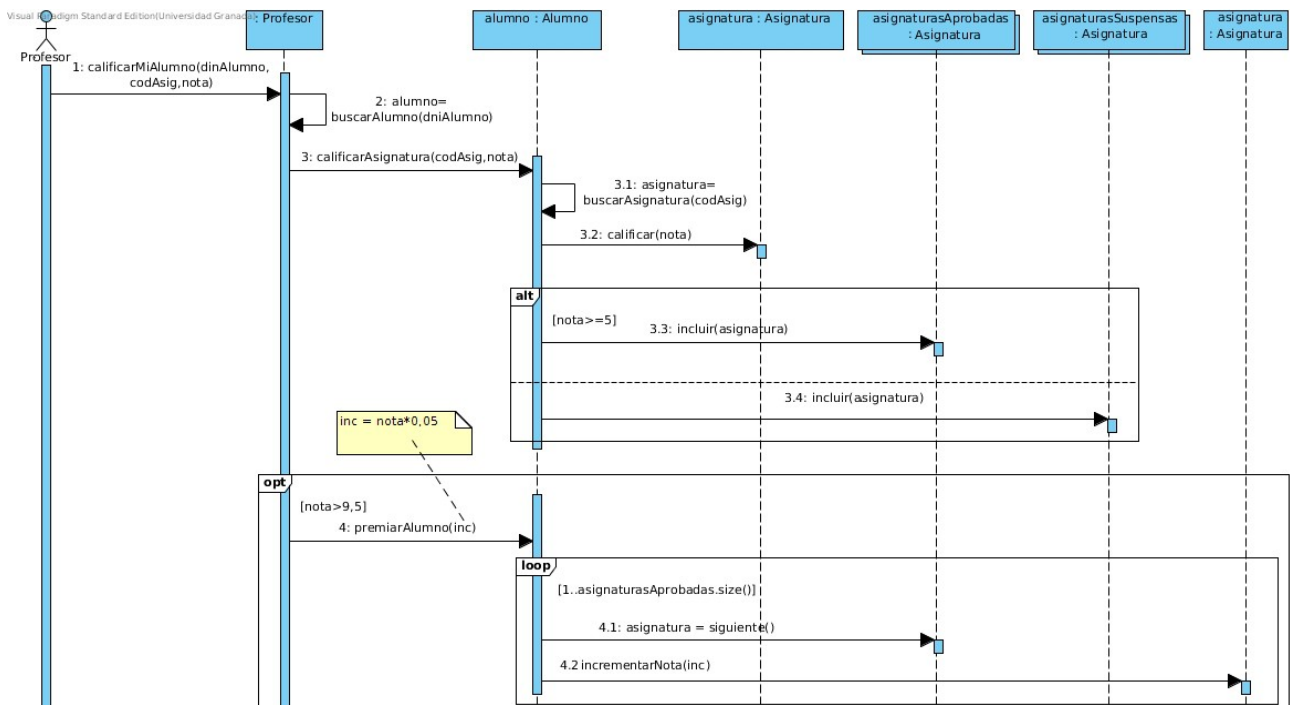 Visual Paradigm Standard Edition(Universidad Granada)
Profesor
: Profesor
alumno : Alumno
asignatura : Asignatura
asignaturasAprobadas
: Asignatura
asignaturasSuspensas
: Asignatura
asignatura
: Asignatura
1: calificarMiAlumno(dinAlumno,
codAsig,nota)
2: alumno=
buscarAlumno(dniAlumno)
3: calificarAsignatura(codAsig,nota)
3.1: asignatura=
buscarAsignatura(codAsig)
3.2: calificar(nota)
alt
[nota>=5]
3.3: incluir(asignatura)
3.4: incluir(asignatura)
inc = nota*0,05
opt
[nota>9,5]
4: premiarAlumno(inc)
loop
[1..asignaturasAprobadas.size()]
4.1: asignatura = siguiente()
4.2 incrementarNota(inc)